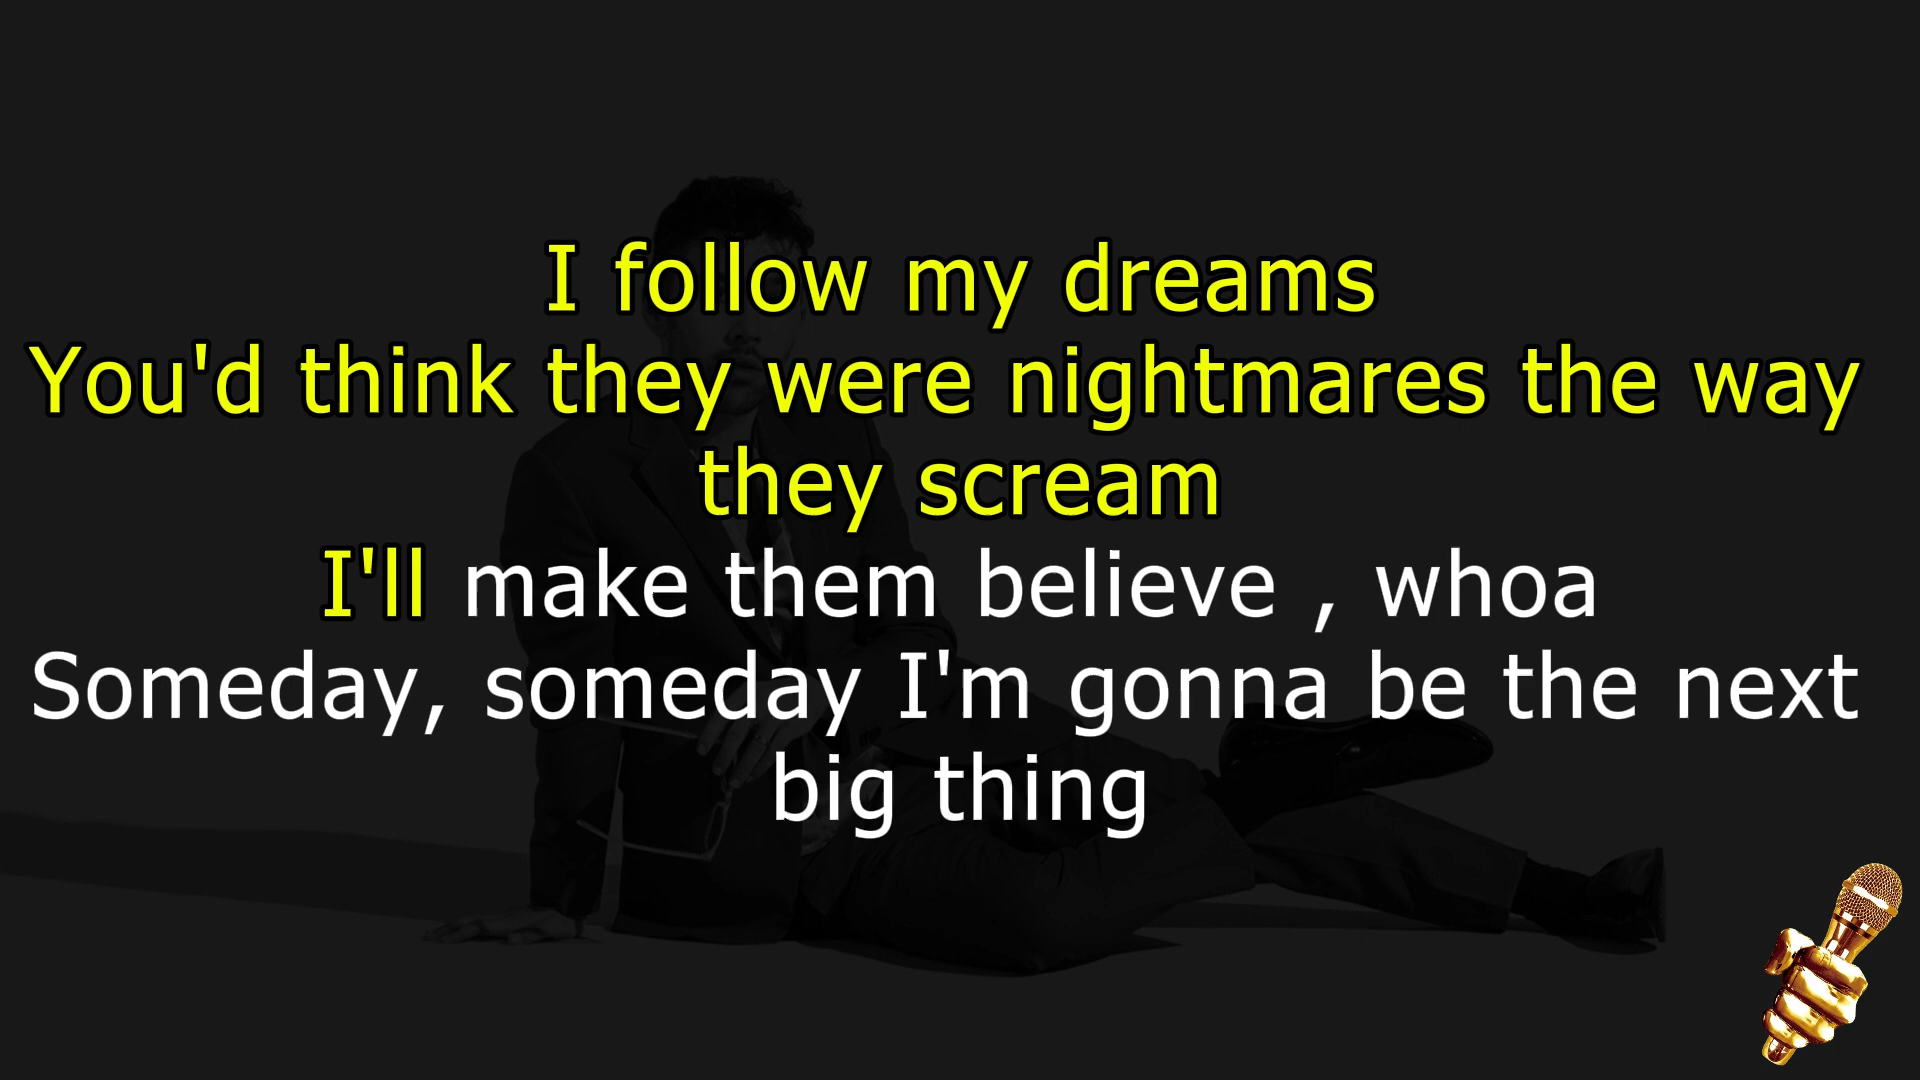 I follow my dreams
You'd think they were nightmares the way
they scream
I'll make them believe , whoa
Someday, someday I'm gonna be the next
big thing